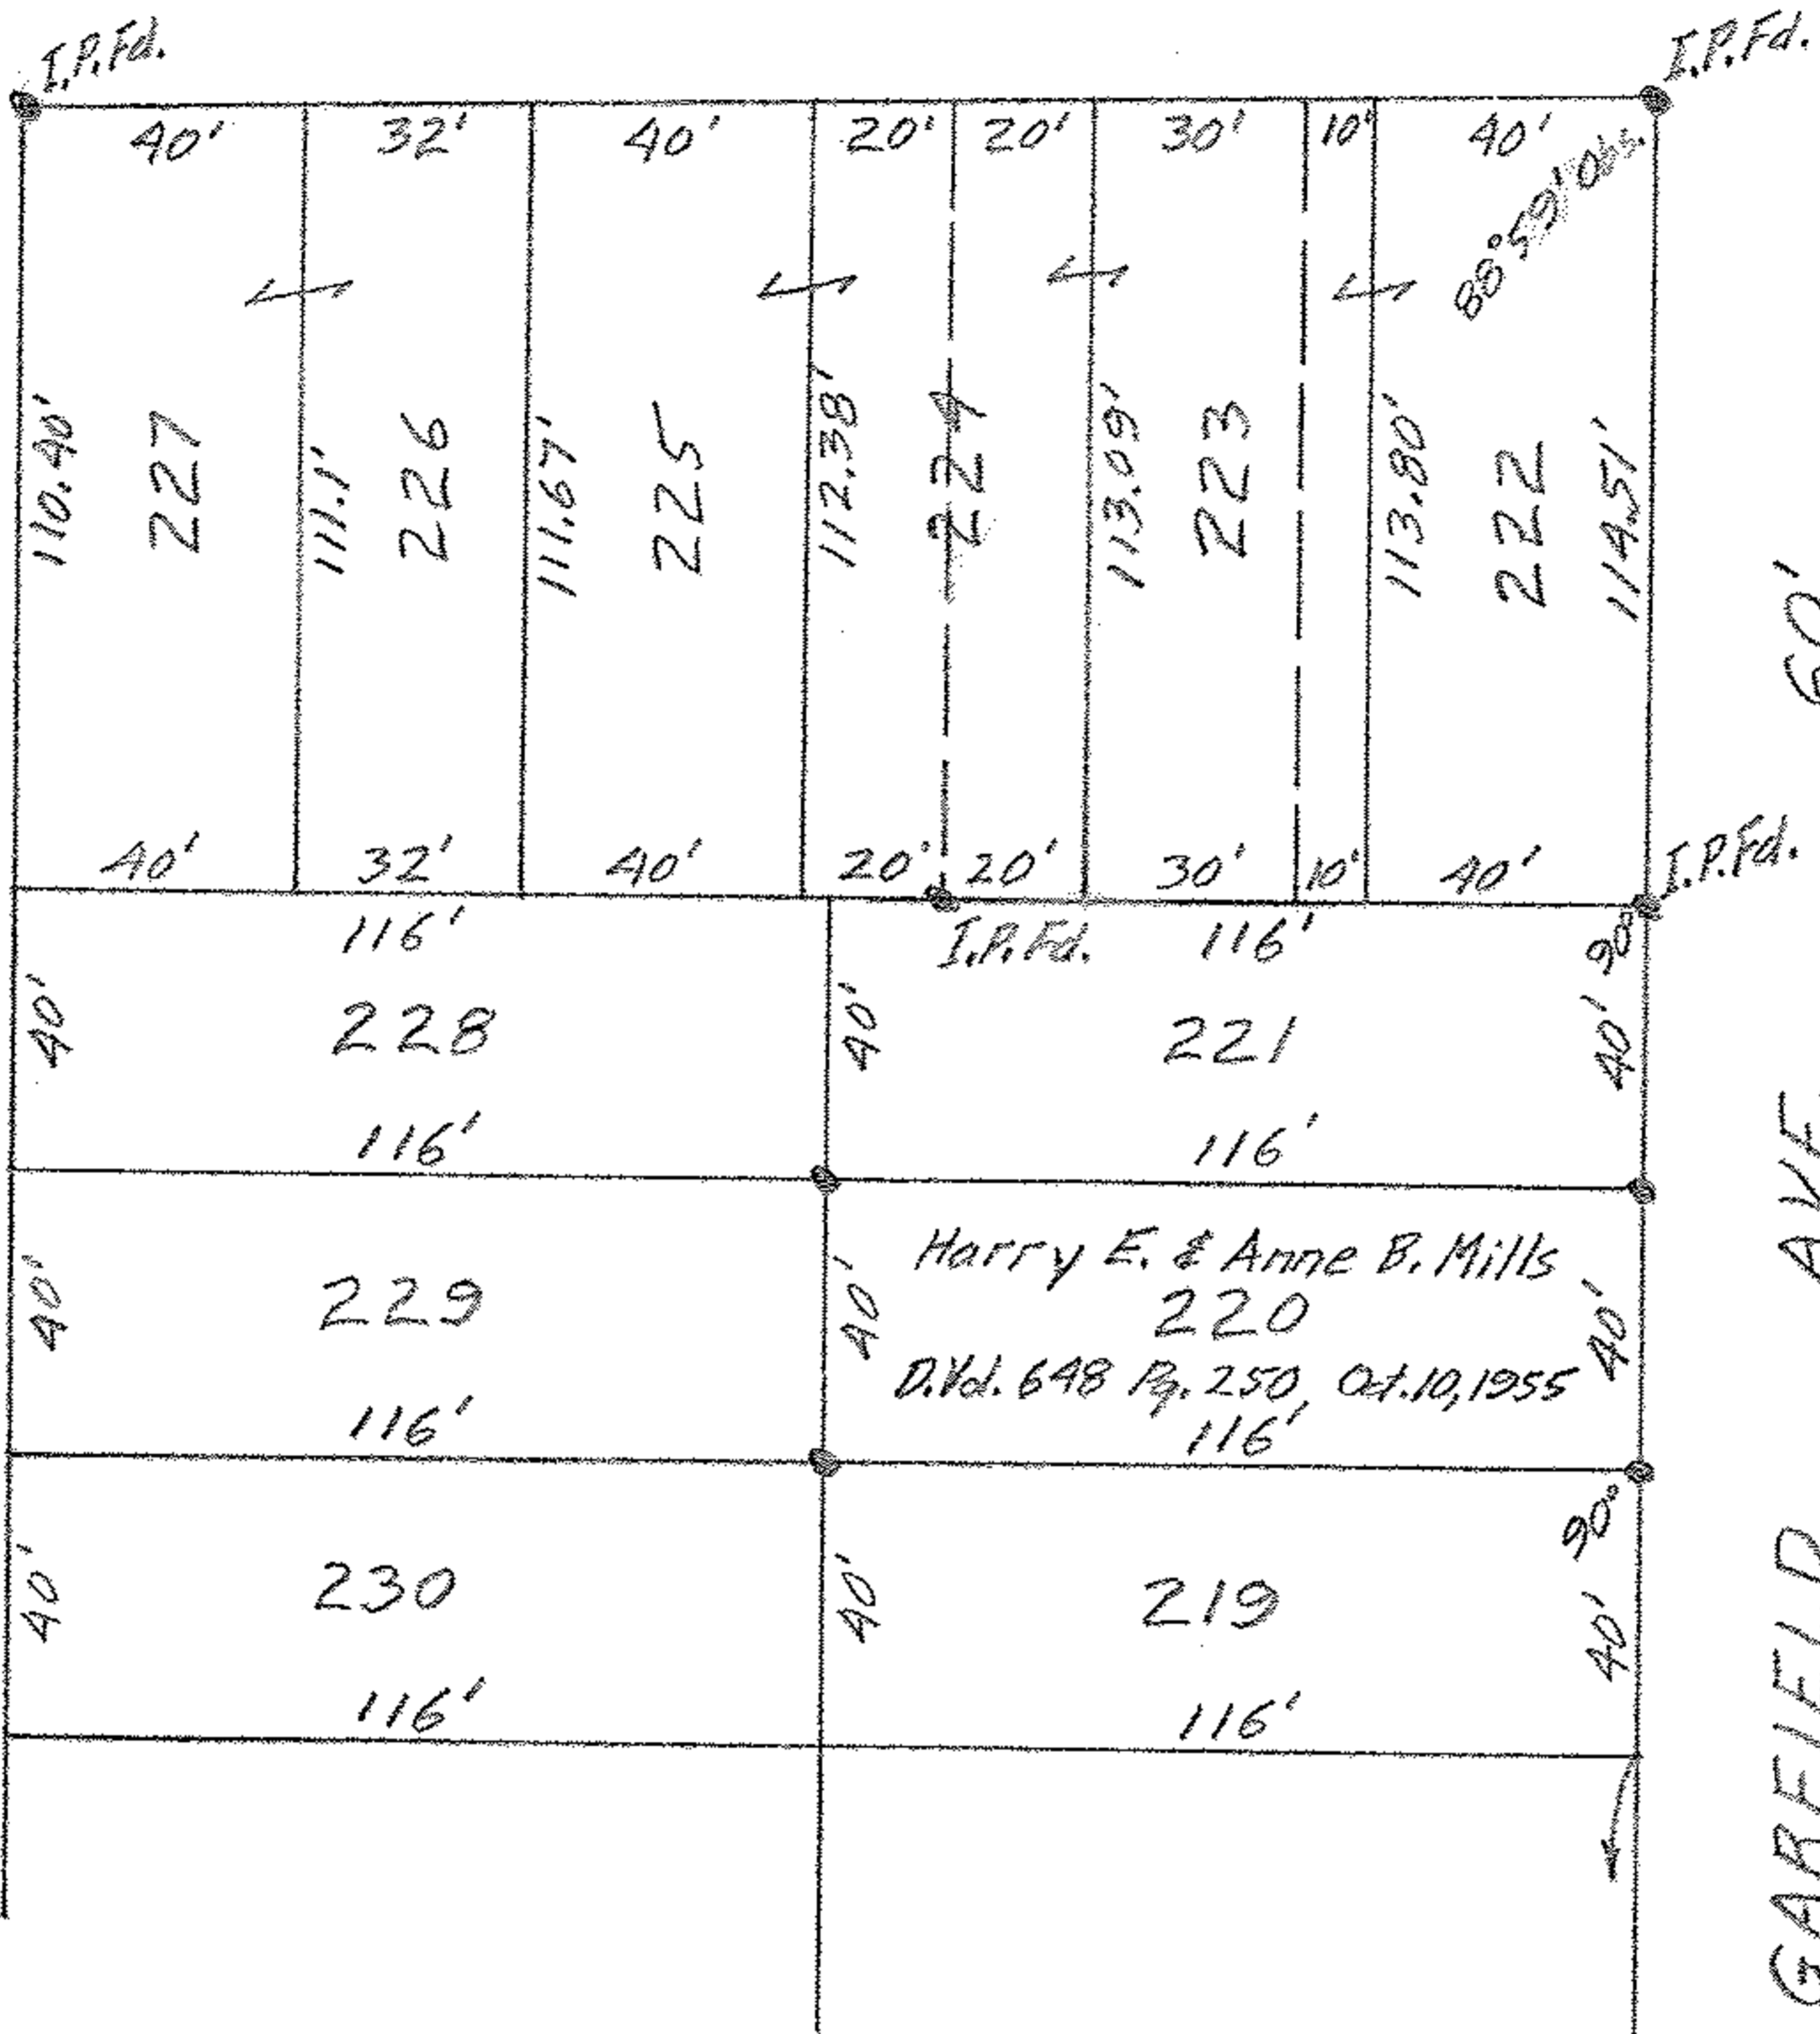 I.P.Fd.
I.P.Fd.
40' 32' 40' 20' 20' 30' 10' 40'
88°59' Obs.
110.40'
227
111.1'
226
111.67'
225
112.38'
224
113.09'
223
113.80'
222
114.51'
40' 32' 40' 20' 20' 30' 10' 40'
I.P.Fd.
I.P.Fd.
116' 116'
90°
40' 228 40' 221 40'
116' 116'
Harry E. & Anne B. Mills
40' 229 40' 220 40'
D.Vol. 648 Pg. 250, Oct.10,1955
116' 116'
90°
40' 230 40' 219 40'
116' 116'
GARFIELD AVE. 60'